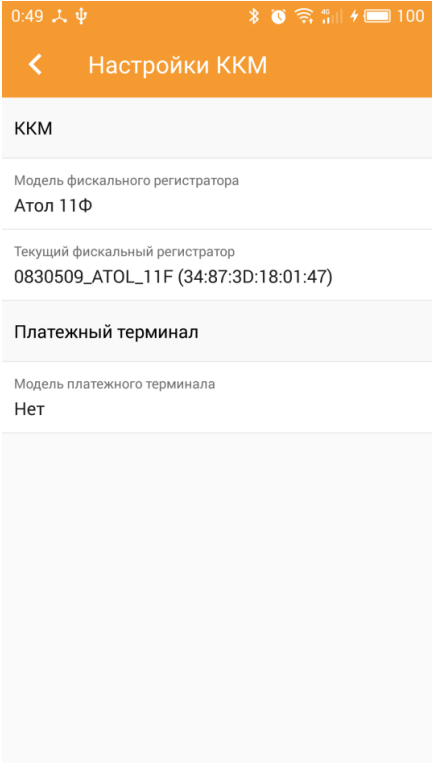 0:49 4G 100
Настройки ККМ
ККМ
Модель фискального регистратора
Атол 11Ф
Текущий фискальный регистратор
0830509_ATOL_11F (34:87:3D:18:01:47)
Платежный терминал
Модель платежного терминала
Нет